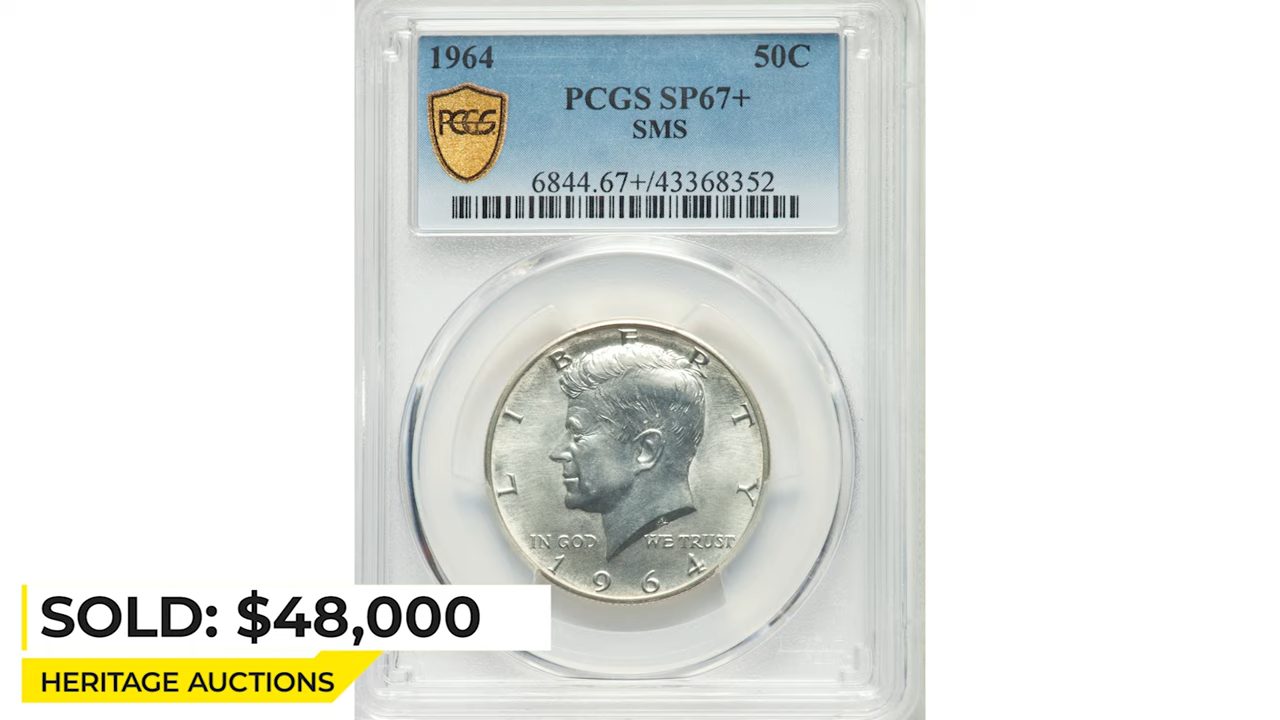 1964 50C
PCGS SP67+
PCGS
SMS
6844.67+/43368352
LIBERTY
IN GOD WE TRUST
1964
SOLD: $48,000
HERITAGE AUCTIONS